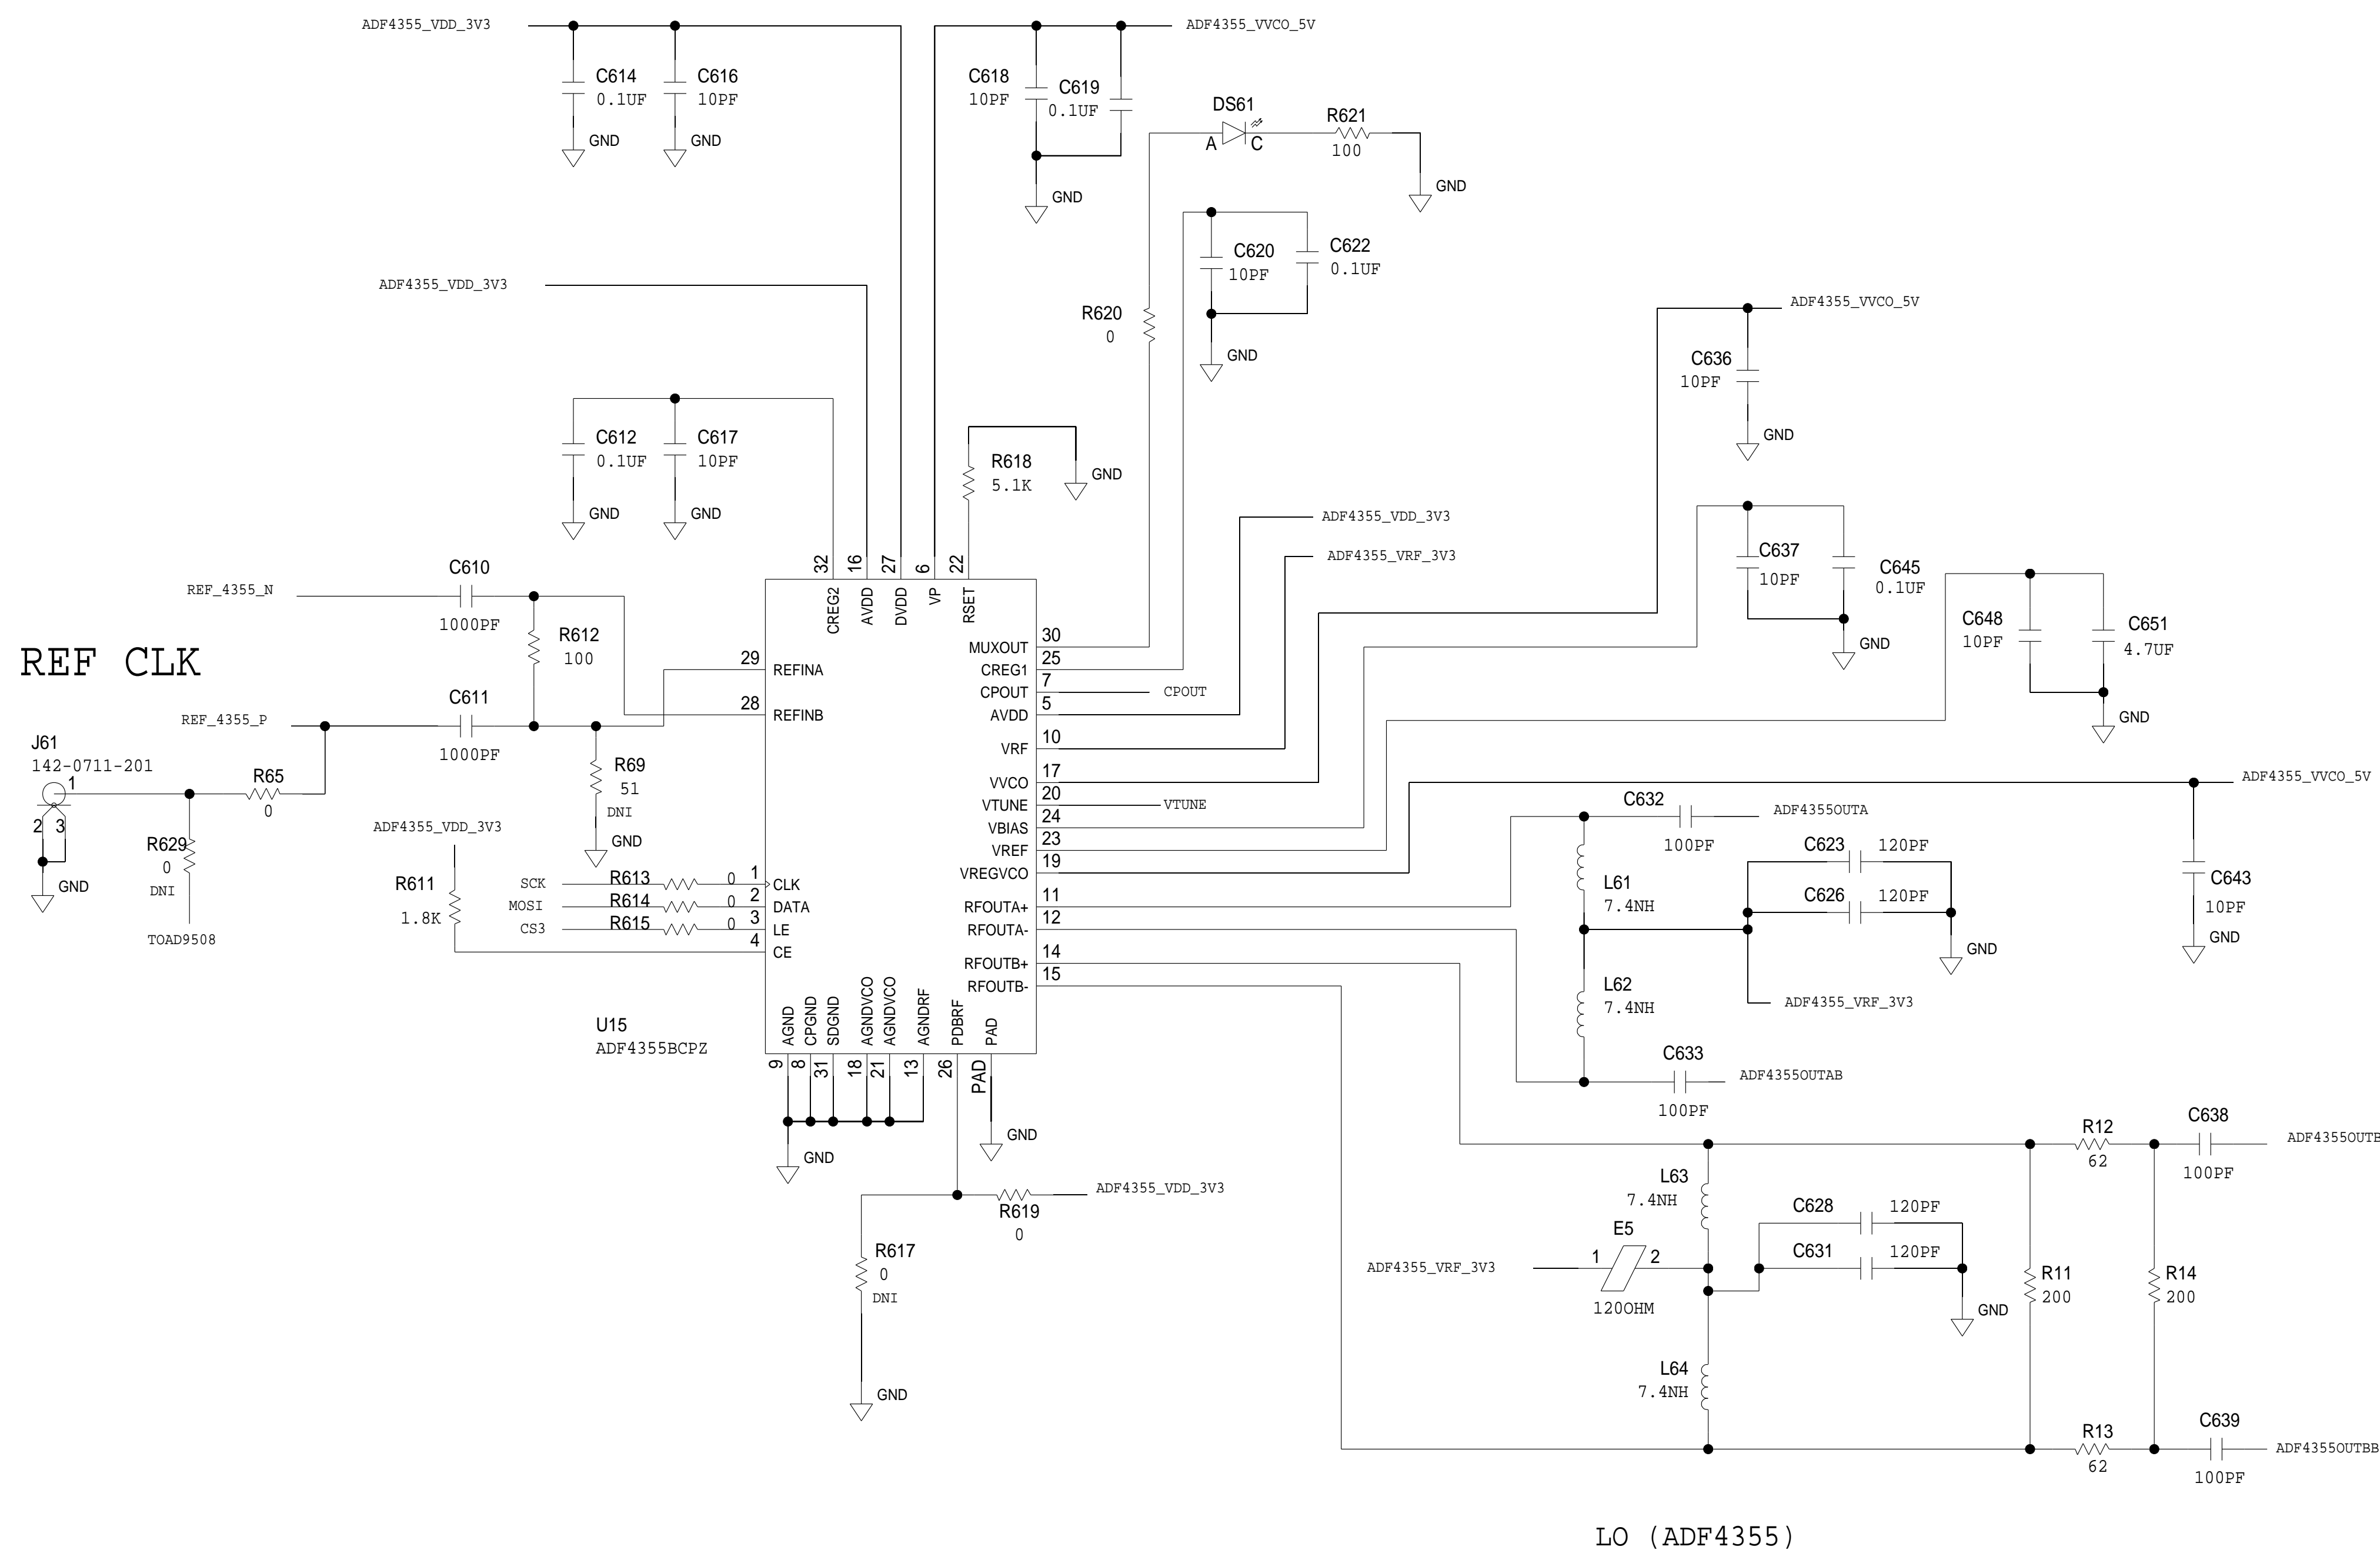 ADF4355_VDD_3V3
ADF4355_VVCO_5V
C614
0.1UF
GND
C616
10PF
GND
C618
10PF
C619
0.1UF
GND
DS61
A
C
R621
100
GND
C620
10PF
C622
0.1UF
GND
R620
0
ADF4355_VDD_3V3
ADF4355_VVCO_5V
C636
10PF
GND
C612
0.1UF
GND
C617
10PF
GND
R618
5.1K
GND
ADF4355_VDD_3V3
ADF4355_VRF_3V3
C637
10PF
C645
0.1UF
GND
C648
10PF
C651
4.7UF
GND
REF_4355_N
C610
1000PF
R612
100
REF CLK
REF_4355_P
C611
1000PF
J61
142-0711-201
1
2
3
GND
R65
0
R629
0
DNI
TOAD9508
R69
51
DNI
GND
ADF4355_VDD_3V3
R611
1.8K
SCK
R613
0
MOSI
R614
0
CS3
R615
0
32
CREG2
16
AVDD
27
DVDD
6
VP
22
RSET
29
REFINA
28
REFINB
1
CLK
2
DATA
3
LE
4
CE
MUXOUT
30
CREG1
25
CPOUT
7
CPOUT
AVDD
5
VRF
10
VVCO
17
VTUNE
20
VTUNE
VBIAS
24
VREF
23
VREGVCO
19
RFOUTA+
11
RFOUTA-
12
RFOUTB+
14
RFOUTB-
15
AGND
9
CPGND
8
SDGND
31
AGNDVCO
18
AGNDVCO
21
AGNDRF
13
PDBRF
26
PAD
PAD
U15
ADF4355BCPZ
GND
GND
ADF4355_VVCO_5V
C643
10PF
GND
C632
100PF
ADF4355OUTA
L61
7.4NH
C623
120PF
C626
120PF
GND
L62
7.4NH
ADF4355_VRF_3V3
C633
100PF
ADF4355OUTAB
R619
0
ADF4355_VDD_3V3
R617
0
DNI
GND
R12
62
C638
100PF
ADF4355OUTB
L63
7.4NH
C628
120PF
C631
120PF
GND
ADF4355_VRF_3V3
1
E5
2
120OHM
R11
200
R14
200
L64
7.4NH
R13
62
C639
100PF
ADF4355OUTBB
LO (ADF4355)